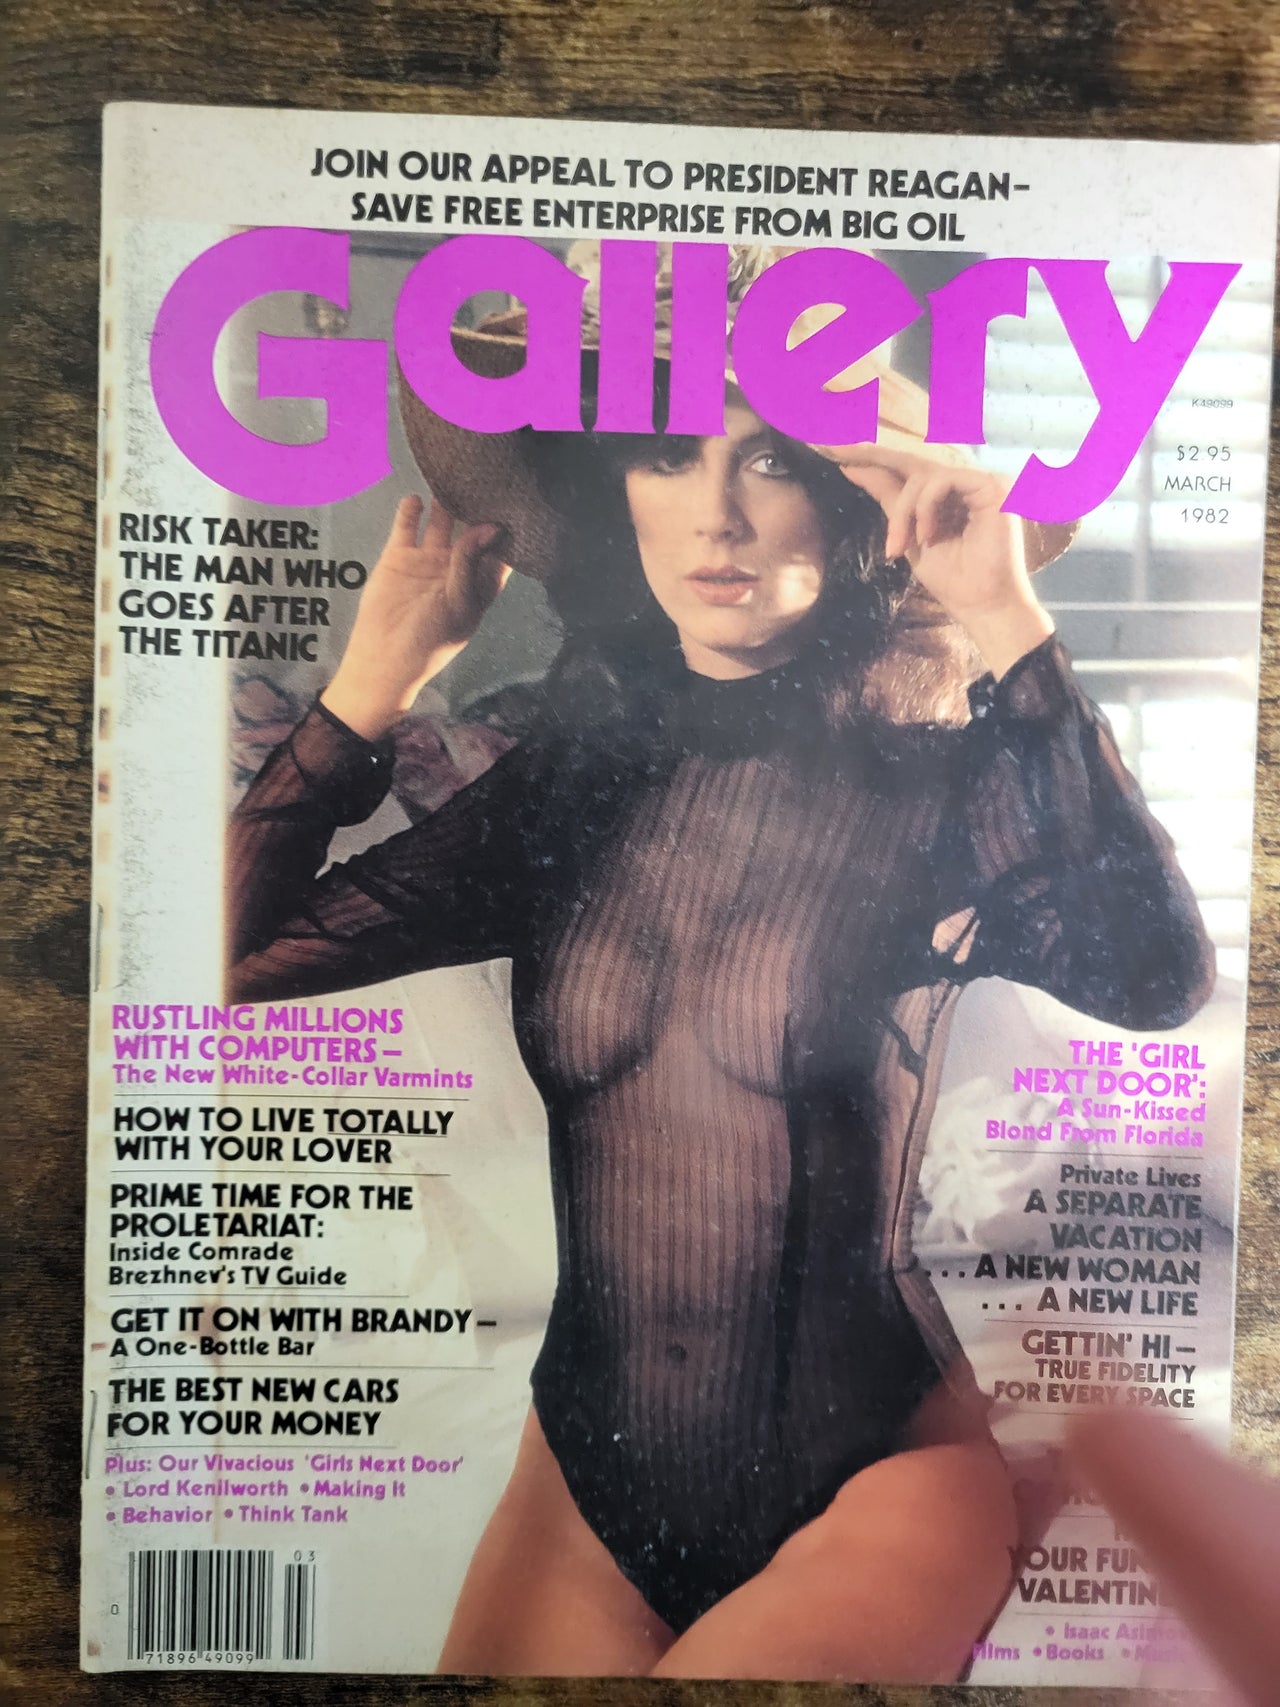 JOIN OUR APPEAL TO PRESIDENT REAGAN–
SAVE FREE ENTERPRISE FROM BIG OIL
Gallery
K49099
$2.95
MARCH
1982
RISK TAKER:
THE MAN WHO
GOES AFTER
THE TITANIC
RUSTLING MILLIONS
WITH COMPUTERS–
The New White-Collar Varmints
HOW TO LIVE TOTALLY
WITH YOUR LOVER
PRIME TIME FOR THE
PROLETARIAT:
Inside Comrade
Brezhnev's TV Guide
GET IT ON WITH BRANDY–
A One-Bottle Bar
THE BEST NEW CARS
FOR YOUR MONEY
Plus: Our Vivacious 'Girls Next Door'
• Lord Kenilworth • Making It
• Behavior • Think Tank
03
0
71896 49099
THE 'GIRL
NEXT DOOR':
A Sun-Kissed
Blond From Florida
Private Lives
A SEPARATE
VACATION
...A NEW WOMAN
... A NEW LIFE
GETTIN' HI–
TRUE FIDELITY
FOR EVERY SPACE
YOUR
• Isaac
Films • Books •